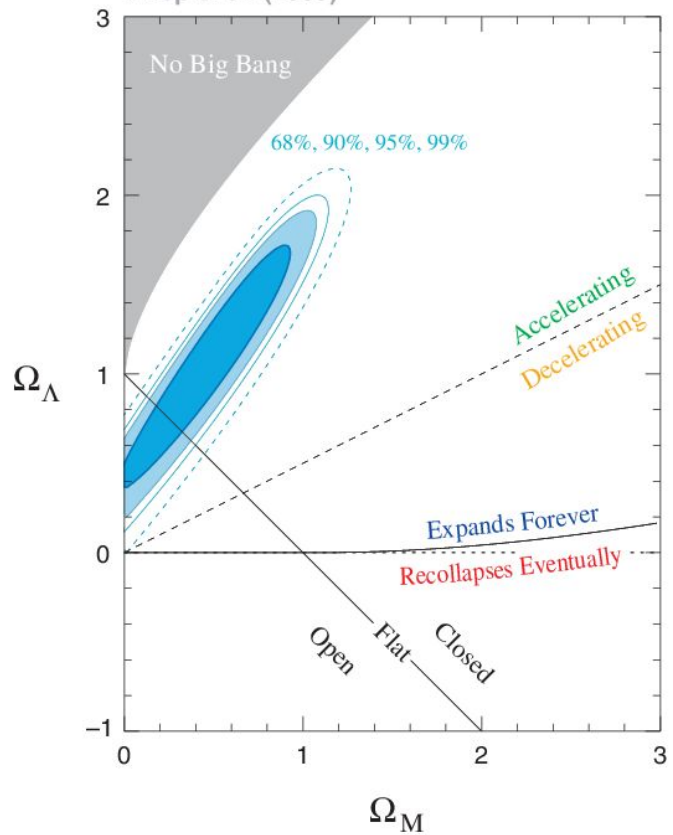 3
No Big Bang
68%, 90%, 95%, 99%
2
Accelerating
Decelerating
1
Ω_Λ
Expands Forever
0
Recollapses Eventually
Open
Flat
Closed
−1
0 1 2 3
Ω_M